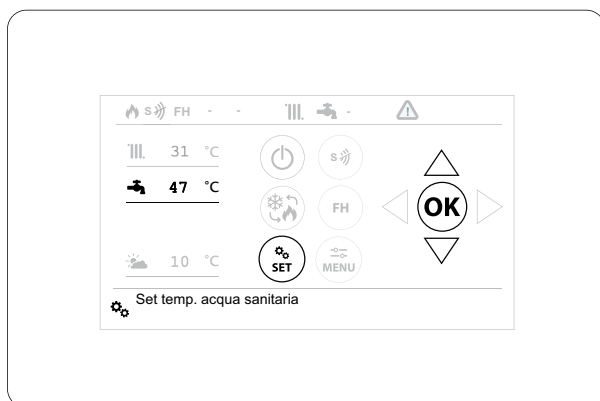 S FH - - -
31 °C
S
47 °C
FH
OK
10 °C
SET
MENU
Set temp. acqua sanitaria